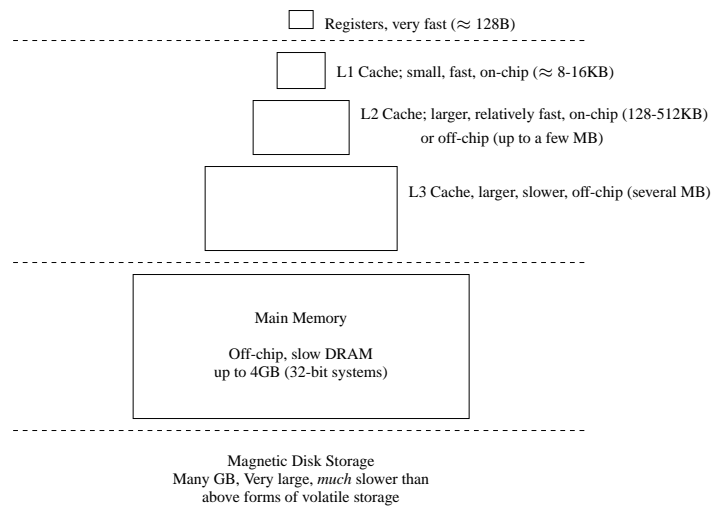 Registers, very fast (≈ 128B)
L1 Cache; small, fast, on-chip (≈ 8-16KB)
L2 Cache; larger, relatively fast, on-chip (128-512KB)
or off-chip (up to a few MB)
L3 Cache, larger, slower, off-chip (several MB)
Main Memory
Off-chip, slow DRAM
up to 4GB (32-bit systems)
Magnetic Disk Storage
Many GB, Very large, much slower than
above forms of volatile storage